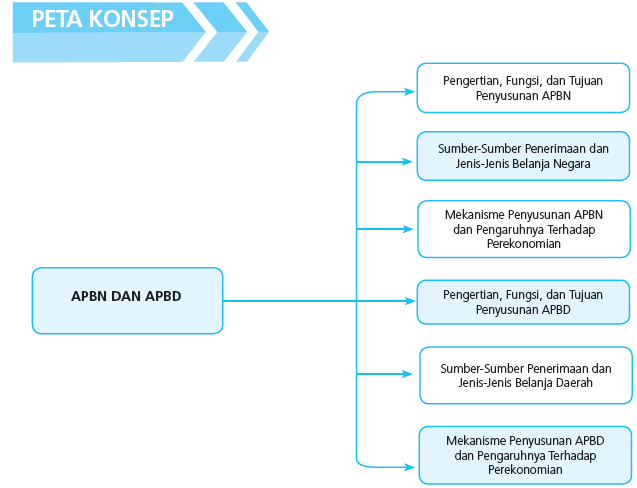 PETA KONSEP
Pengertian, Fungsi, dan Tujuan
Penyusunan APBN
Sumber-Sumber Penerimaan dan
Jenis-Jenis Belanja Negara
Mekanisme Penyusunan APBN
dan Pengaruhnya Terhadap
Perekonomian
APBN DAN APBD
Pengertian, Fungsi, dan Tujuan
Penyusunan APBD
Sumber-Sumber Penerimaan dan
Jenis-Jenis Belanja Daerah
Mekanisme Penyusunan APBD
dan Pengaruhnya Terhadap
Perekonomian